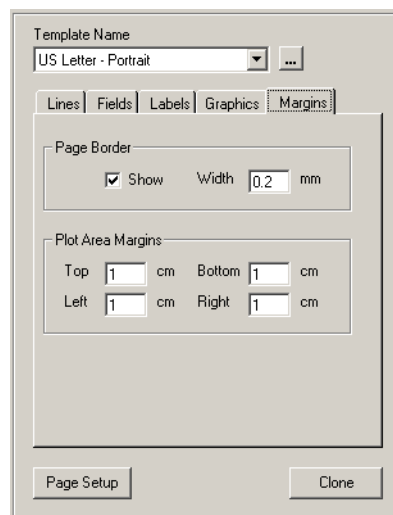 Template Name
US Letter - Portrait ...
Lines Fields Labels Graphics Margins
Page Border
Show Width 0.2 mm
Plot Area Margins
Top 1 cm Bottom 1 cm
Left 1 cm Right 1 cm
Page Setup Clone